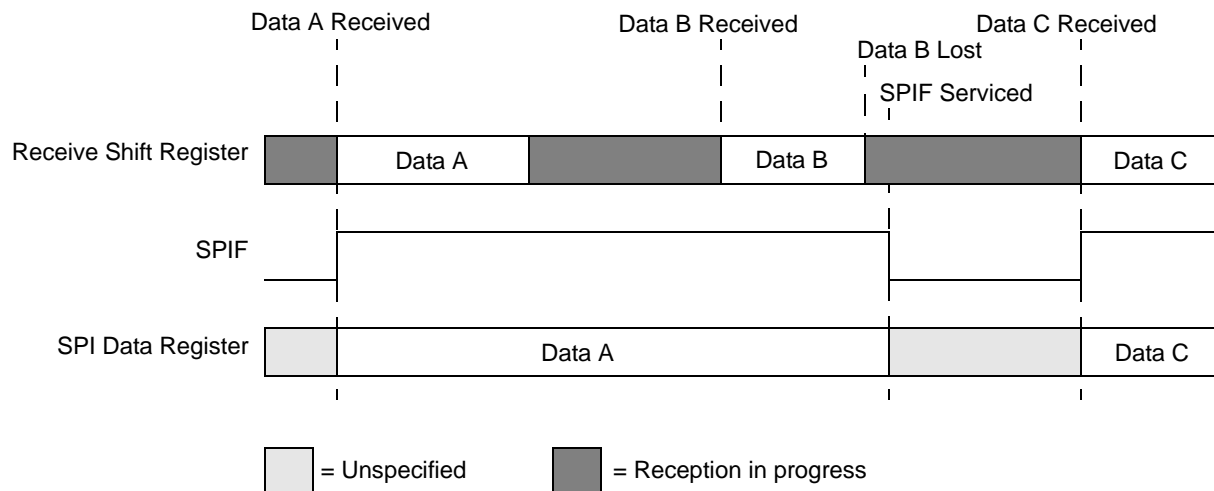 Data A Received
Data B Received
Data C Received
Data B Lost
SPIF Serviced
Receive Shift Register
Data A
Data B
Data C
SPIF
SPI Data Register
Data A
Data C
= Unspecified
= Reception in progress